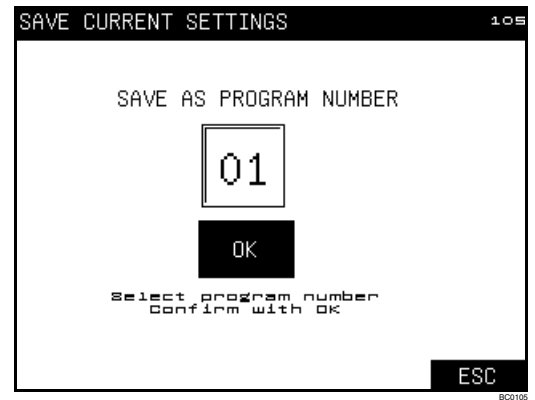 SAVE CURRENT SETTINGS 105
SAVE AS PROGRAM NUMBER
01
OK
Select program number
Confirm with OK
ESC
BC0105